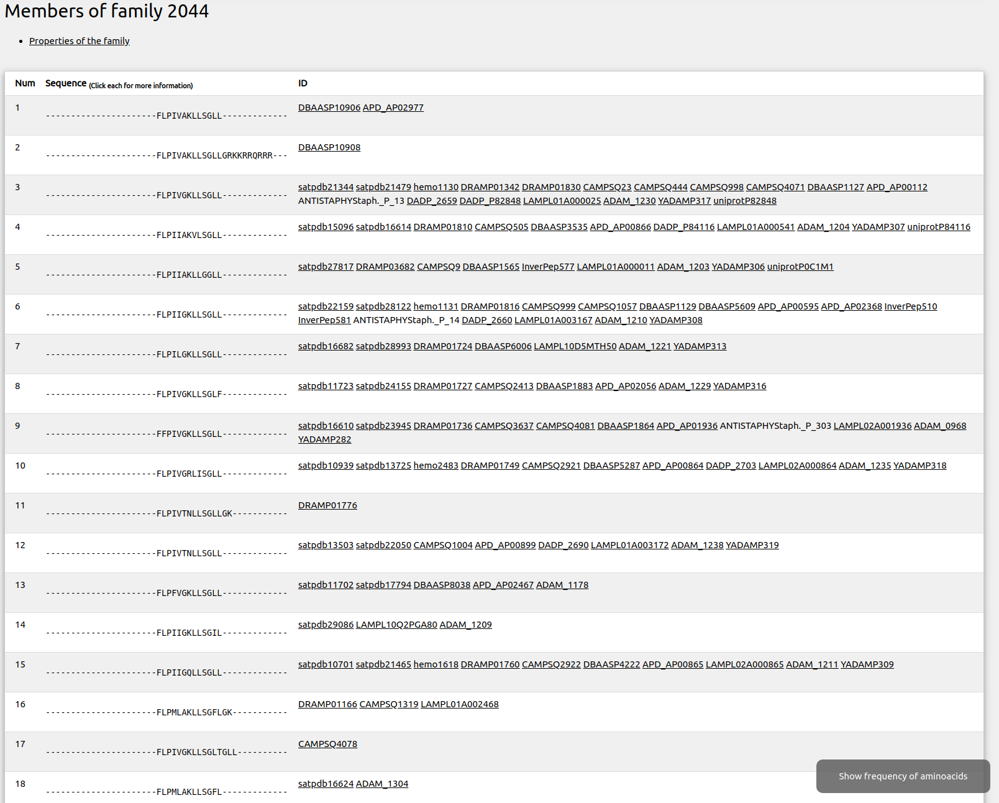 Members of family 2044
• Properties of the family
Num Sequence (Click each for more information) ID
1 ----------------------FLPIVAKLLSGLL------------- DBAASP10906 APD_AP02977
2 ----------------------FLPIVAKLLSGLLGRKKRRQRRR--- DBAASP10908
3 ----------------------FLPIVGKLLSGLL------------- satpdb21344 satpdb21479 hemo1130 DRAMP01342 DRAMP01830 CAMPSQ23 CAMPSQ444 CAMPSQ998 CAMPSQ4071 DBAASP1127 APD_AP00112
ANTISTAPHYStaph._P_13 DADP_2659 DADP_P82848 LAMPL01A000025 ADAM_1230 YADAMP317 uniprotP82848
4 ----------------------FLPIIAKVLSGLL------------- satpdb15096 satpdb16614 DRAMP01810 CAMPSQ505 DBAASP3535 APD_AP00866 DADP_P84116 LAMPL01A000541 ADAM_1204 YADAMP307 uniprotP84116
5 ----------------------FLPIIAKLLGGLL------------- satpdb27817 DRAMP03682 CAMPSQ9 DBAASP1565 InverPep577 LAMPL01A000011 ADAM_1203 YADAMP306 uniprotP0C1M1
6 ----------------------FLPIIGKLLSGLL------------- satpdb22159 satpdb28122 hemo1131 DRAMP01816 CAMPSQ999 CAMPSQ1057 DBAASP1129 DBAASP5609 APD_AP00595 APD_AP02368 InverPep510
InverPep581 ANTISTAPHYStaph._P_14 DADP_2660 LAMPL01A003167 ADAM_1210 YADAMP308
7 ----------------------FLPILGKLLSGLL------------- satpdb16682 satpdb28993 DRAMP01724 DBAASP6006 LAMPL10D5MTH50 ADAM_1221 YADAMP313
8 ----------------------FLPIVGKLLSGLF------------- satpdb11723 satpdb24155 DRAMP01727 CAMPSQ2413 DBAASP1883 APD_AP02056 ADAM_1229 YADAMP316
9 ----------------------FFPIVGKLLSGLL------------- satpdb16610 satpdb23945 DRAMP01736 CAMPSQ3637 CAMPSQ4081 DBAASP1864 APD_AP01936 ANTISTAPHYStaph._P_303 LAMPL02A001936 ADAM_0968
YADAMP282
10 ----------------------FLPIVGRLISGLL------------- satpdb10939 satpdb13725 hemo2483 DRAMP01749 CAMPSQ2921 DBAASP5287 APD_AP00864 DADP_2703 LAMPL02A000864 ADAM_1235 YADAMP318
11 ----------------------FLPIVTNLLSGLLGK----------- DRAMP01776
12 ----------------------FLPIVTNLLSGLL------------- satpdb13503 satpdb22050 CAMPSQ1004 APD_AP00899 DADP_2690 LAMPL01A003172 ADAM_1238 YADAMP319
13 ----------------------FLPFVGKLLSGLL------------- satpdb11702 satpdb17794 DBAASP8038 APD_AP02467 ADAM_1178
14 ----------------------FLPIIGKLLSGIL------------- satpdb29086 LAMPL10Q2PGA80 ADAM_1209
15 ----------------------FLPIIGQLLSGLL------------- satpdb10701 satpdb21465 hemo1618 DRAMP01760 CAMPSQ2922 DBAASP4222 APD_AP00865 LAMPL02A000865 ADAM_1211 YADAMP309
16 ----------------------FLPMLAKLLSGFLGK----------- DRAMP01166 CAMPSQ1319 LAMPL01A002468
17 ----------------------FLPIVGKLLSGLTGLL---------- CAMPSQ4078
18 ----------------------FLPMLAKLLSGFL------------- satpdb16624 ADAM_1304
Show frequency of aminoacids